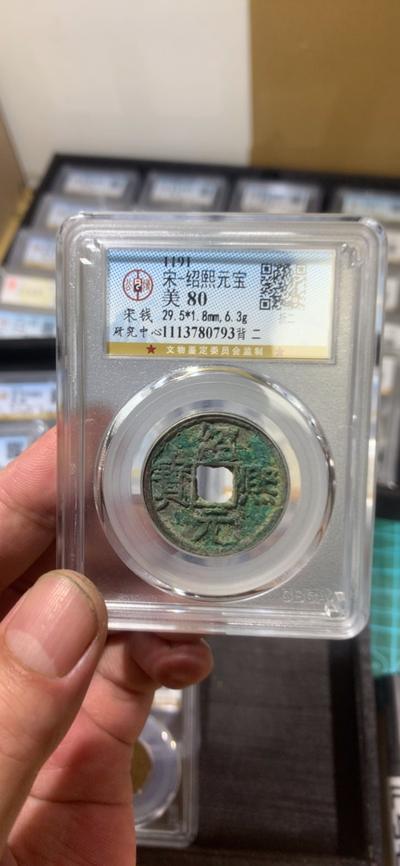 1191
宋·绍熙元宝
美 80
宋钱 29.5*1.8mm,6.3g
研究中心1113780793背 二
★ 文物鉴定委员会监制 ★
紹
寶 熙
元